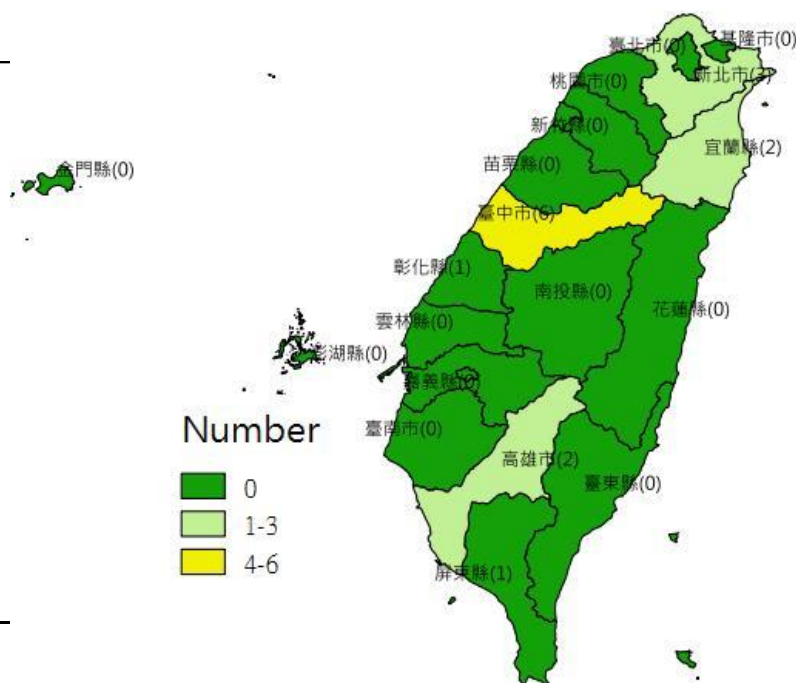 臺北市(0)
基隆市(0)
新北市(3)
桃園市(0)
新竹縣(0)
宜蘭縣(2)
苗栗縣(0)
金門縣(0)
臺中市(6)
彰化縣(1)
南投縣(0)
花蓮縣(0)
雲林縣(0)
澎湖縣(0)
嘉義縣(0)
Number
臺南市(0)
高雄市(2)
臺東縣(0)
0
1-3
4-6
屏東縣(1)